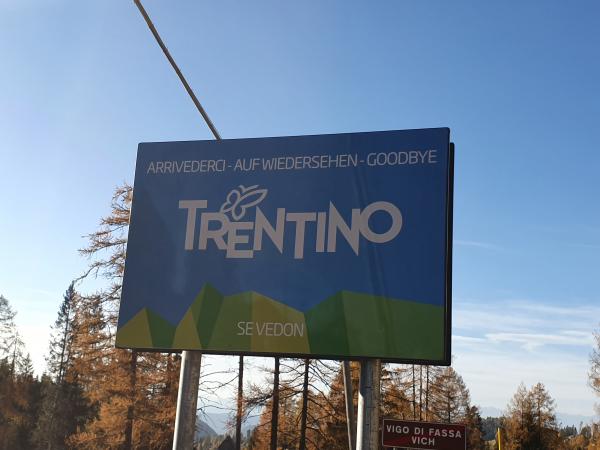 ARRIVEDERCI - AUF WIEDERSEHEN - GOODBYE
TRENTINO
SE VEDON
VIGO DI FASSA
VICH